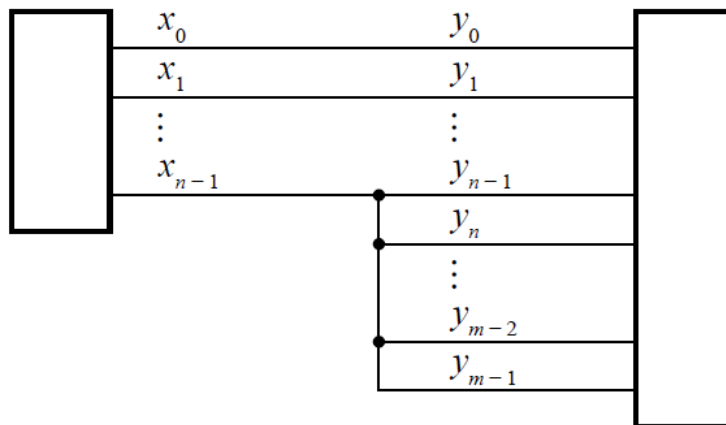 x₀ y₀
x₁ y₁
⋮ ⋮
xₙ₋₁ yₙ₋₁
yₙ
⋮
yₘ₋₂
yₘ₋₁